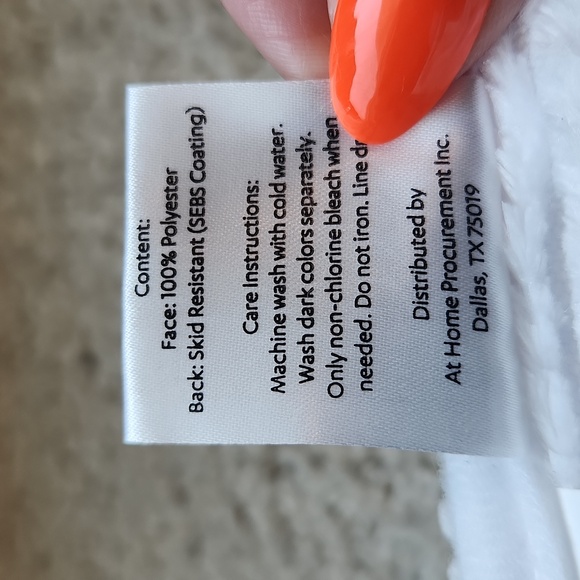 Content:
Face: 100% Polyester
Back: Skid Resistant (SEBS Coating)
Care Instructions:
Machine wash with cold water.
Wash dark colors separately.
Only non-chlorine bleach when
needed. Do not iron. Line
Distributed by
At Home Procurement Inc.
Dallas, TX 75019